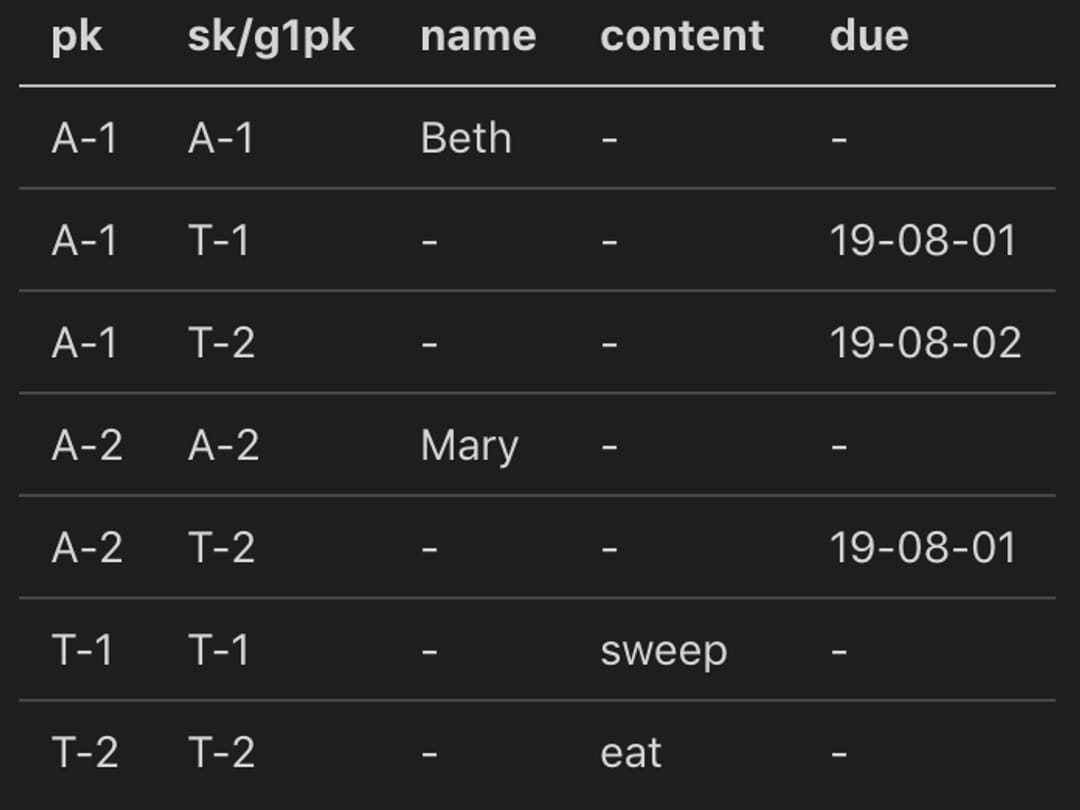 pk sk/g1pk name content due
A-1 A-1 Beth - -
A-1 T-1 - - 19-08-01
A-1 T-2 - - 19-08-02
A-2 A-2 Mary - -
A-2 T-2 - - 19-08-01
T-1 T-1 - sweep -
T-2 T-2 - eat -